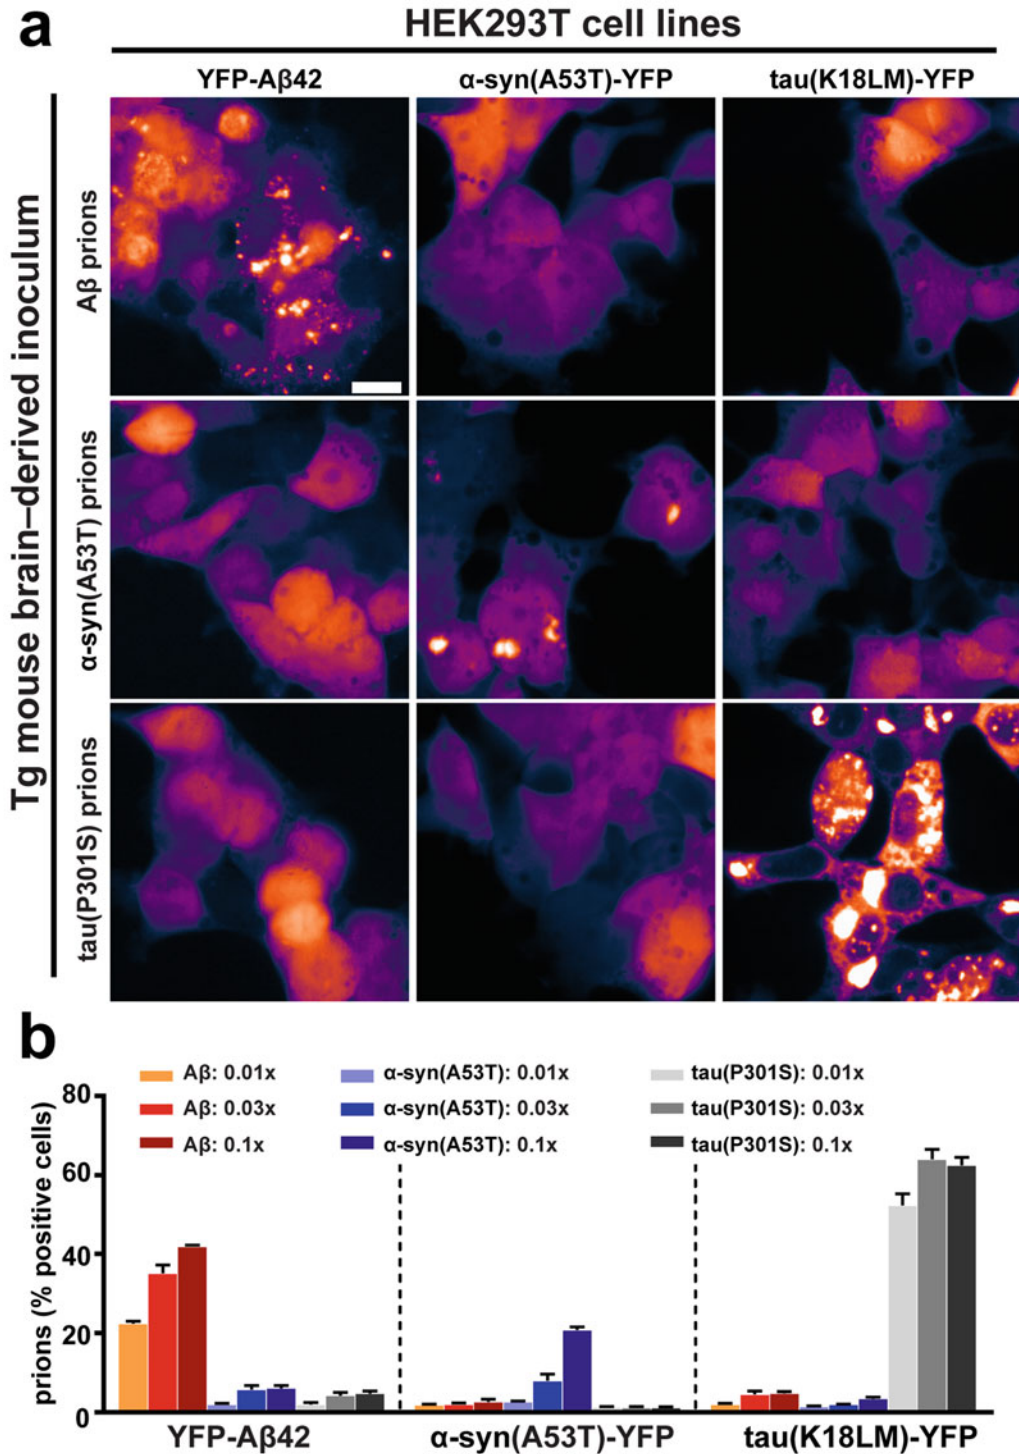 a
HEK293T cell lines
YFP-Aβ42
α-syn(A53T)-YFP
tau(K18LM)-YFP
Tg mouse brain–derived inoculum
Aβ prions
α-syn(A53T) prions
tau(P301S) prions
b
Aβ: 0.01x
Aβ: 0.03x
Aβ: 0.1x
α-syn(A53T): 0.01x
α-syn(A53T): 0.03x
α-syn(A53T): 0.1x
tau(P301S): 0.01x
tau(P301S): 0.03x
tau(P301S): 0.1x
prions (% positive cells)
80
60
40
20
0
YFP-Aβ42
α-syn(A53T)-YFP
tau(K18LM)-YFP